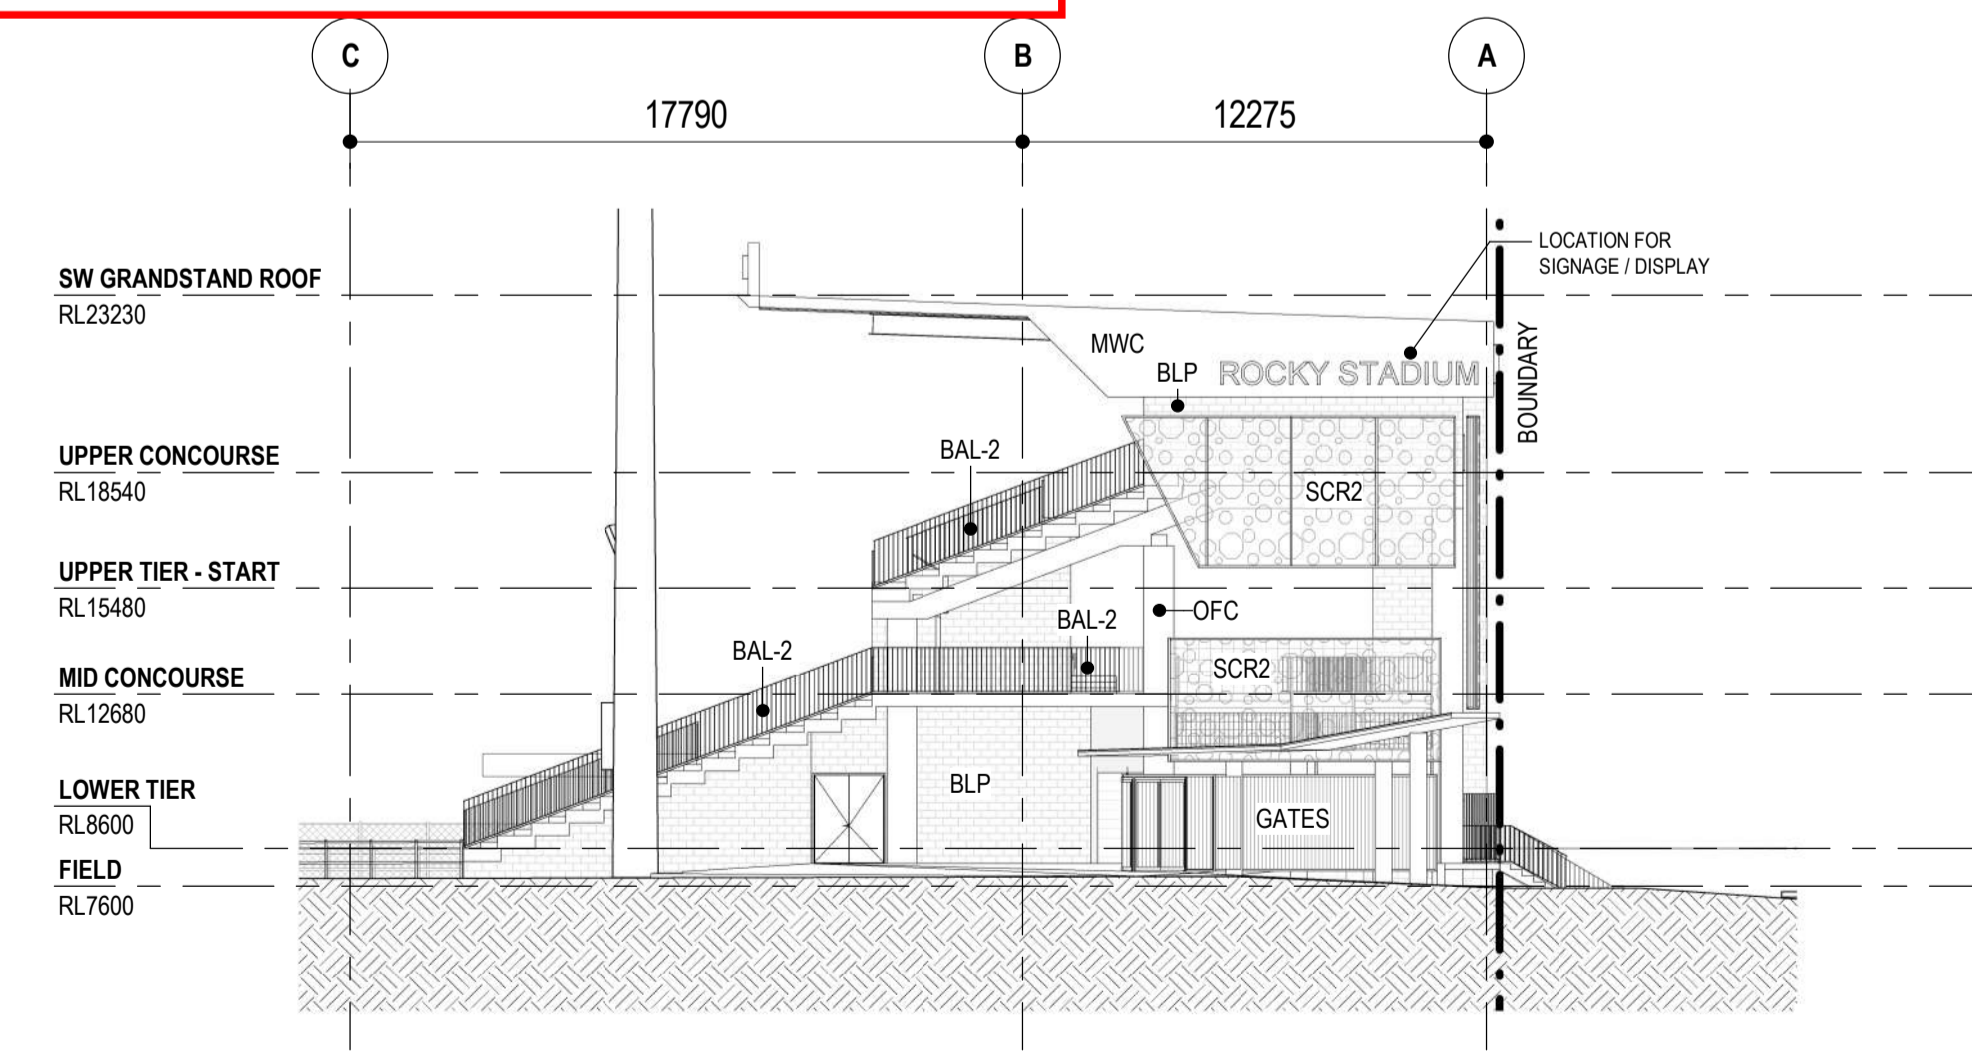 C
B
A
17790
12275
LOCATION FOR
SIGNAGE / DISPLAY
SW GRANDSTAND ROOF
RL23230
BOUNDARY
MWC
BLP
ROCKY STADIUM
UPPER CONCOURSE
RL18540
BAL-2
SCR2
UPPER TIER - START
RL15480
OFC
BAL-2
BAL-2
SCR2
MID CONCOURSE
RL12680
LOWER TIER
RL8600
BLP
GATES
FIELD
RL7600